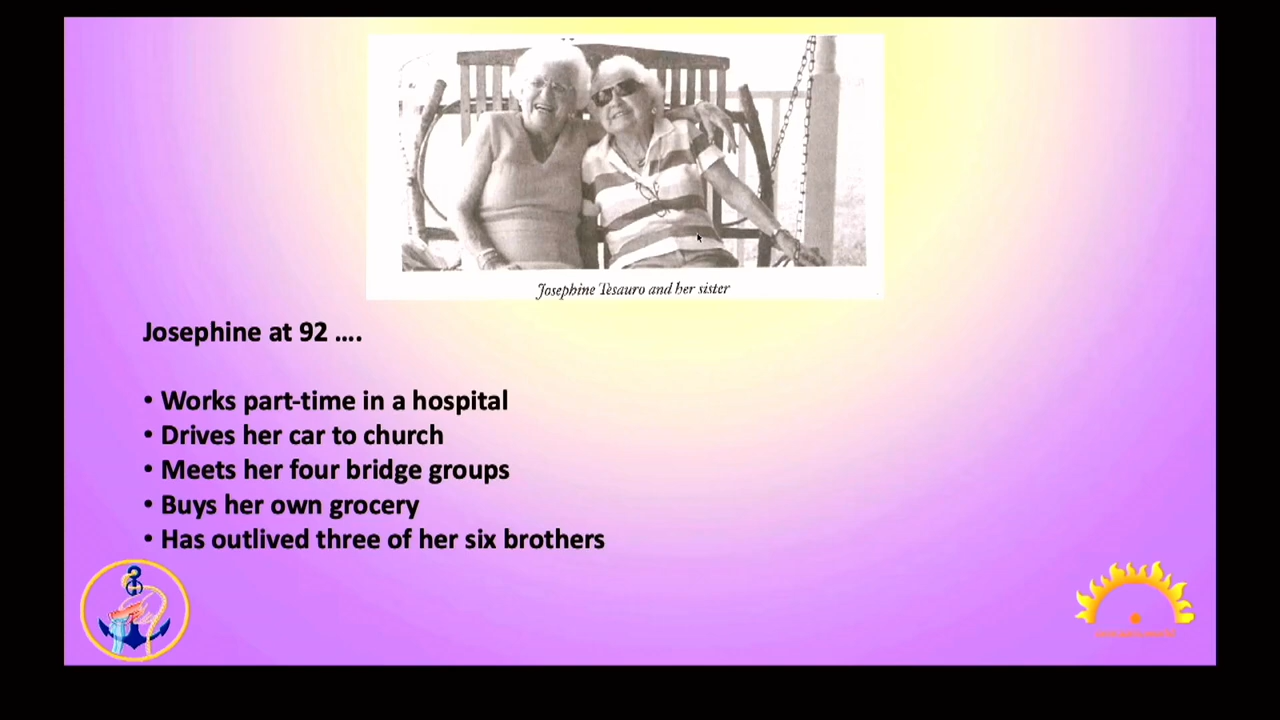 Josephine Tesauro and her sister
Josephine at 92 ....
• Works part-time in a hospital
• Drives her car to church
• Meets her four bridge groups
• Buys her own grocery
• Has outlived three of her six brothers